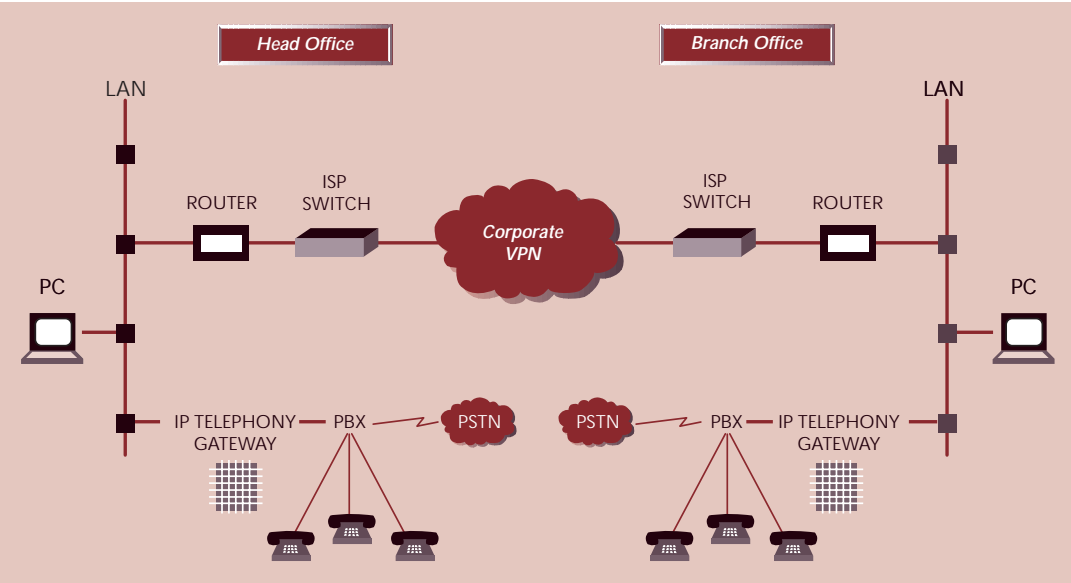 Head Office
Branch Office
LAN
LAN
ROUTER
ISP
SWITCH
Corporate
VPN
ISP
SWITCH
ROUTER
PC
PC
IP TELEPHONY
GATEWAY
PBX
PSTN
PSTN
PBX
IP TELEPHONY
GATEWAY